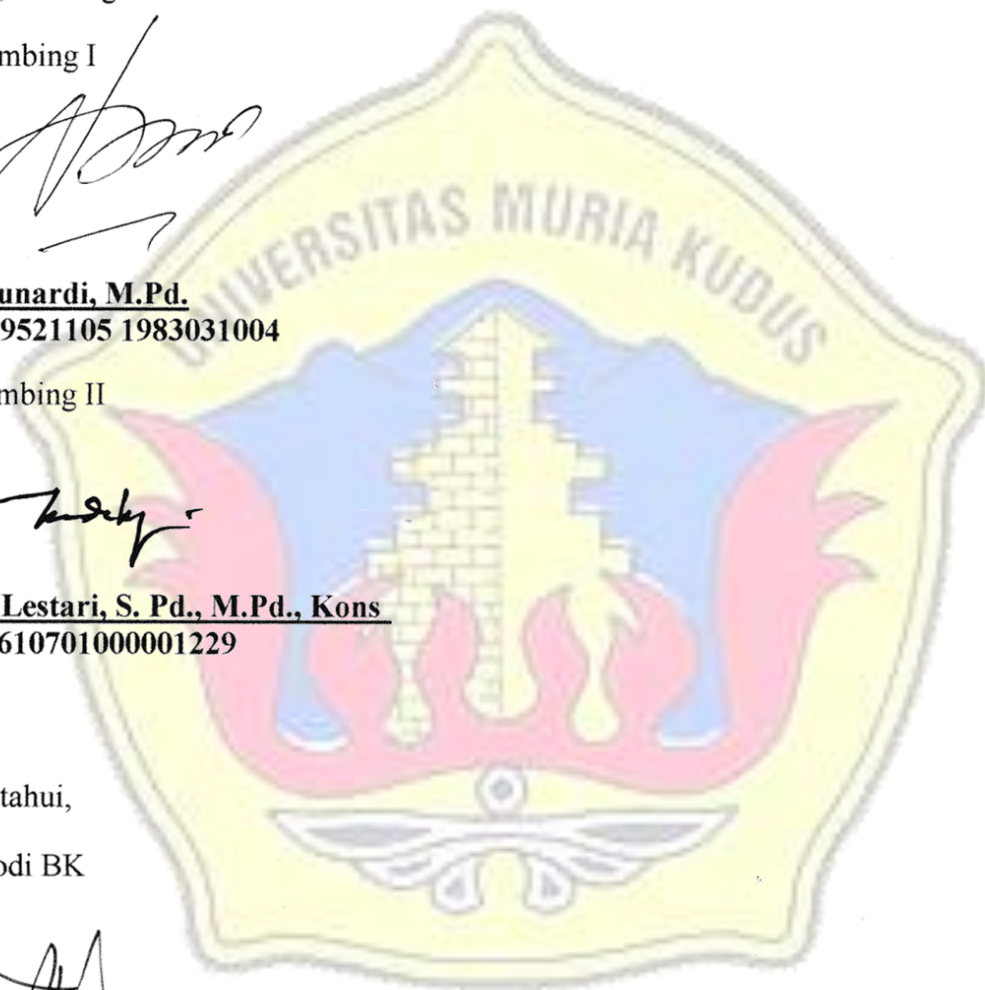 mbing I
UNIVERSITAS MURIA KUDUS
unardi, M.Pd.
9521105 1983031004
mbing II
Lestari, S. Pd., M.Pd., Kons
610701000001229
tahui,
odi BK